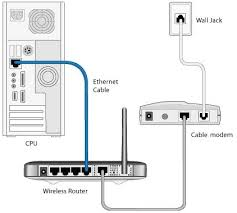 Wall Jack
Ethernet
Cable
CPU
Cable modem
Wireless Router